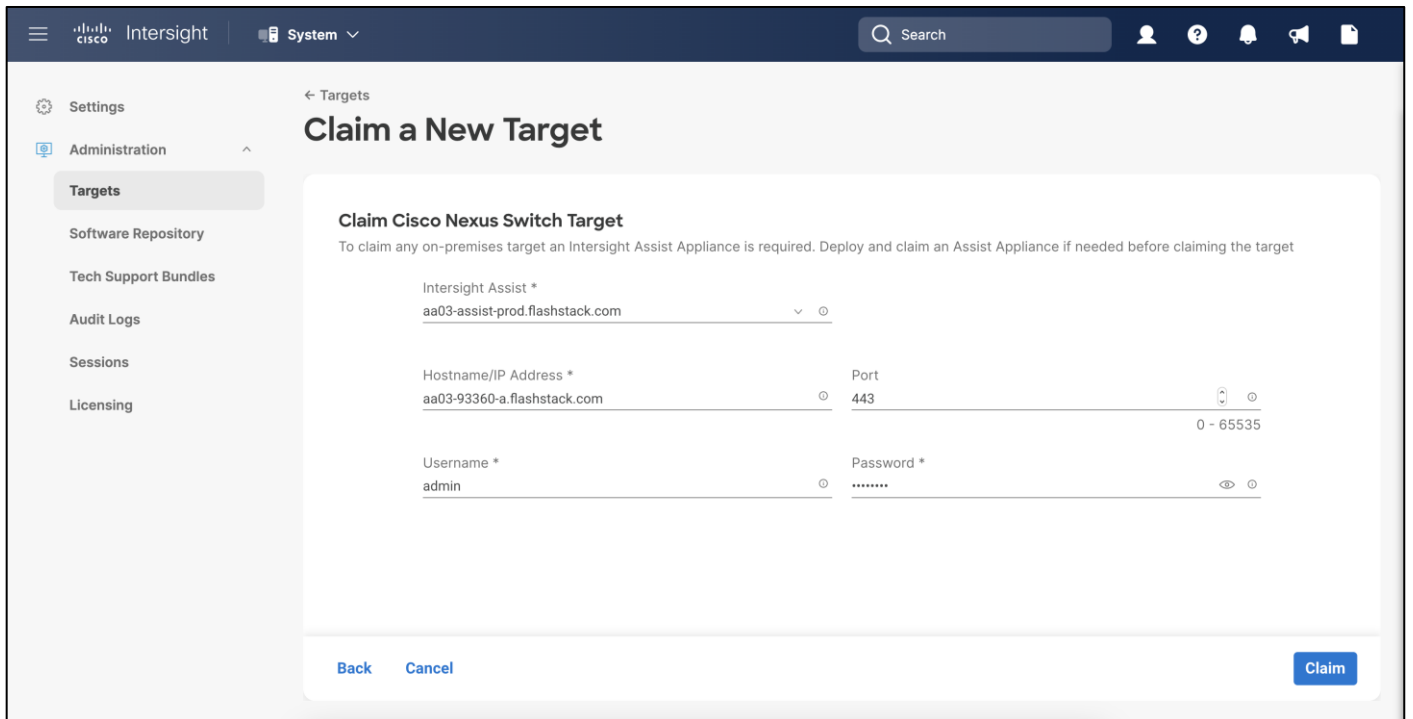 cisco Intersight System Search
Settings
Administration
Targets
Software Repository
Tech Support Bundles
Audit Logs
Sessions
Licensing
← Targets
Claim a New Target
Claim Cisco Nexus Switch Target
To claim any on-premises target an Intersight Assist Appliance is required. Deploy and claim an Assist Appliance if needed before claiming the target
Intersight Assist *
aa03-assist-prod.flashstack.com
Hostname/IP Address * Port
aa03-93360-a.flashstack.com 443
0 - 65535
Username * Password *
admin ••••••••
Back Cancel Claim